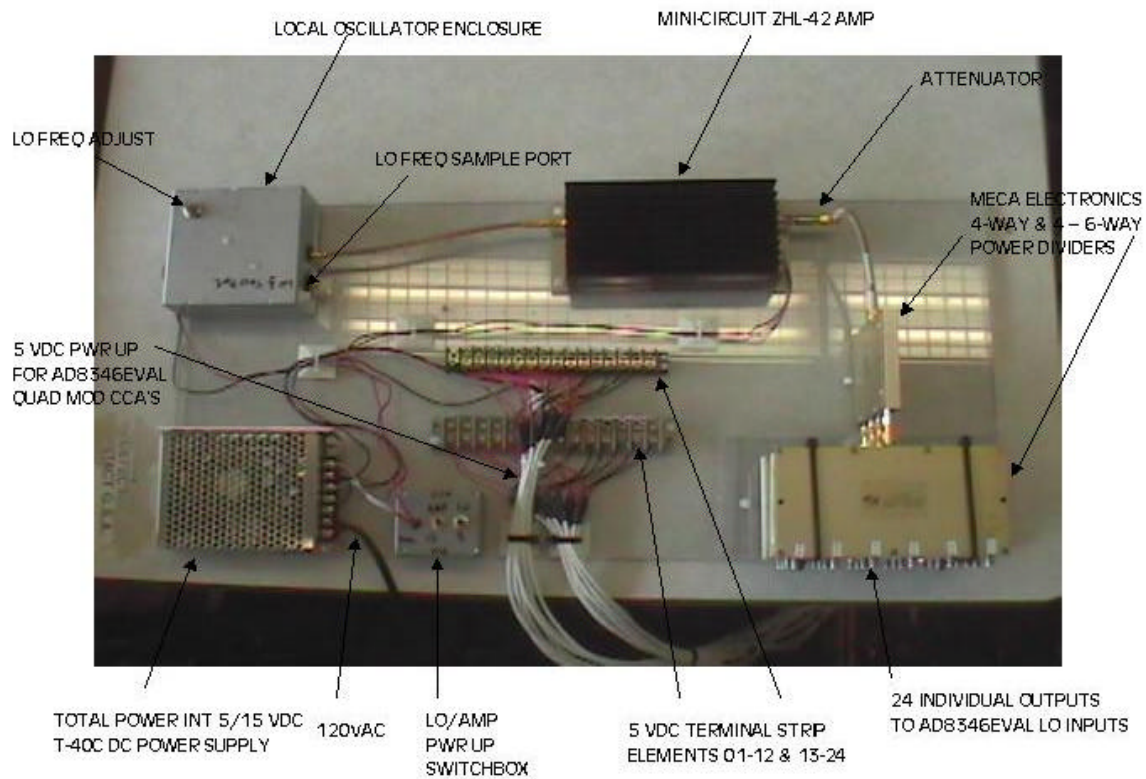 LOCAL OSCILLATOR ENCLOSURE
MINI-CIRCUIT ZHL-42 AMP
ATTENUATOR
LO FREQ ADJUST
LO FREQ SAMPLE PORT
MECA ELECTRONICS
4-WAY & 4 – 6-WAY
POWER DIVIDERS
5 VDC PWR UP
FOR AD8346EVAL
QUAD MOD CCA'S
TOTAL POWER INT 5/15 VDC
T-40C DC POWER SUPPLY
120VAC
LO/AMP
PWR UP
SWITCHBOX
5 VDC TERMINAL STRIP
ELEMENTS 01-12 & 13-24
24 INDIVIDUAL OUTPUTS
TO AD8346EVAL LO INPUTS